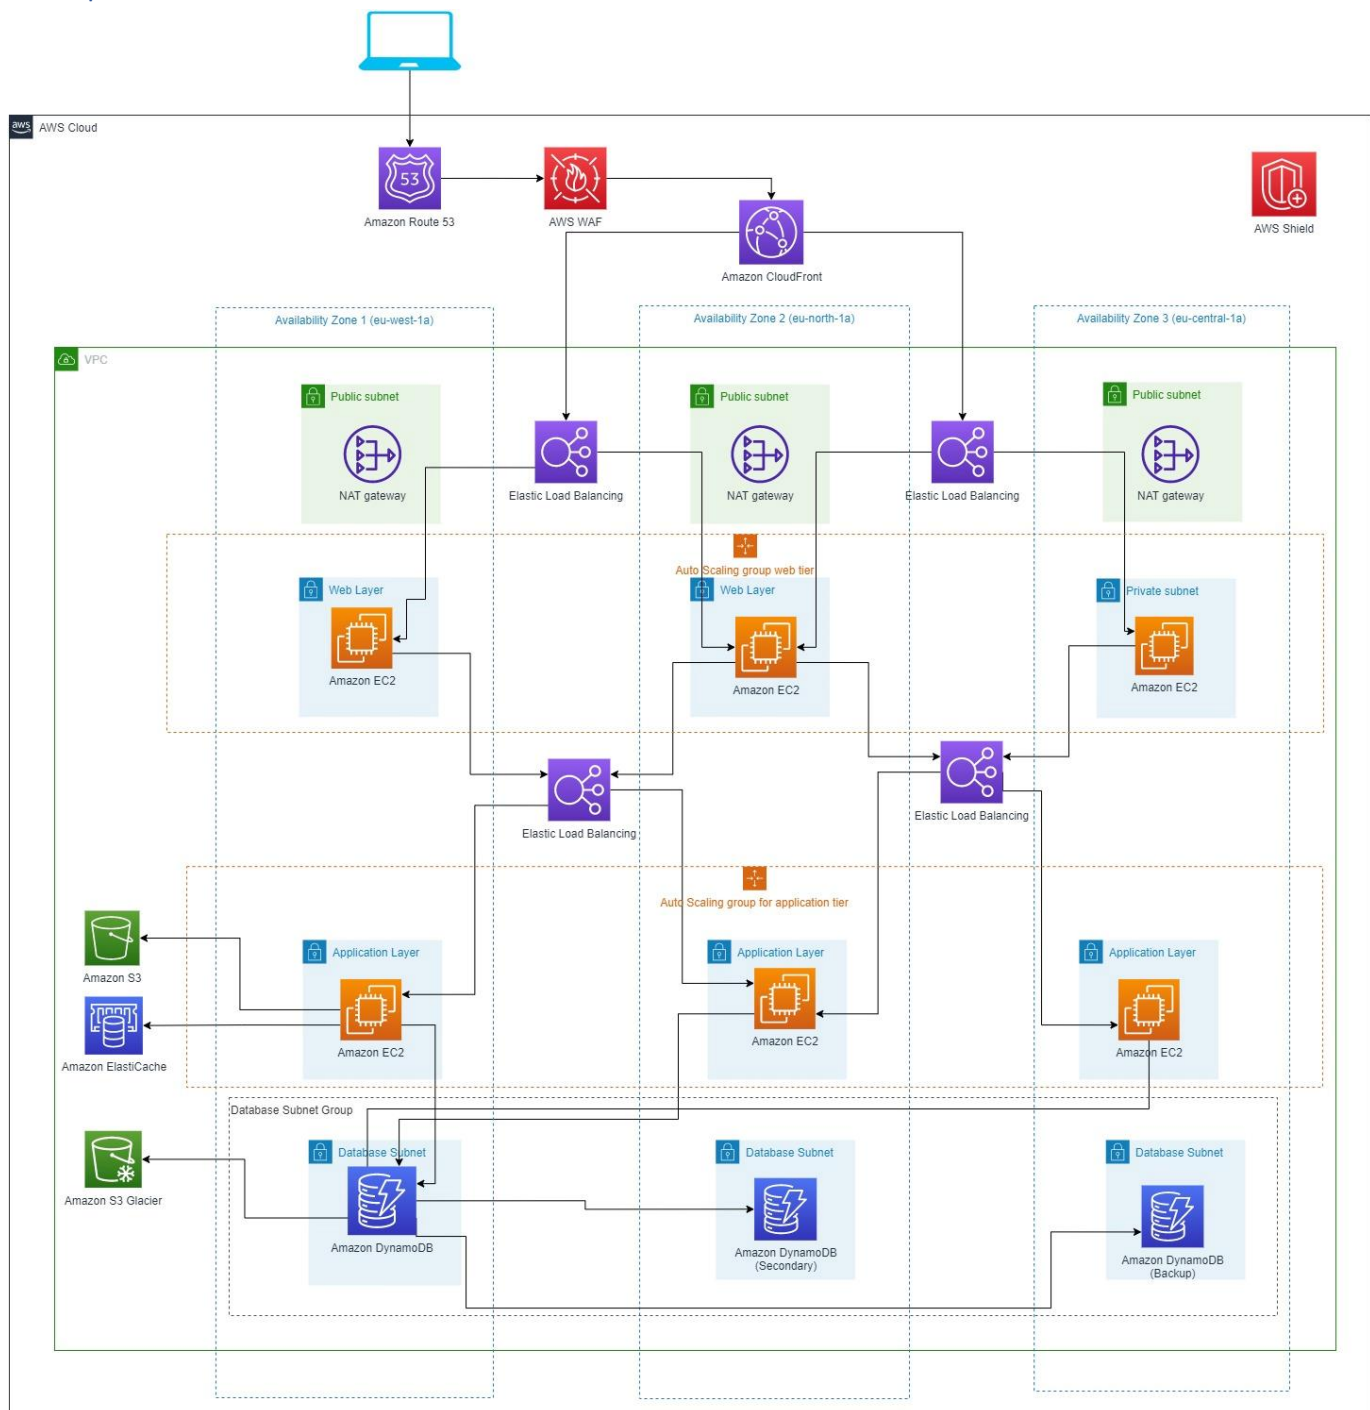 aws
AWS Cloud
53
Amazon Route 53
AWS WAF
AWS Shield
Amazon CloudFront
Availability Zone 1 (eu-west-1a)
Availability Zone 2 (eu-north-1a)
Availability Zone 3 (eu-central-1a)
VPC
Public subnet
Public subnet
Public subnet
NAT gateway
Elastic Load Balancing
NAT gateway
Elastic Load Balancing
NAT gateway
Auto Scaling group web tier
Web Layer
Web Layer
Private subnet
Amazon EC2
Amazon EC2
Amazon EC2
Elastic Load Balancing
Elastic Load Balancing
Auto Scaling group for application tier
Application Layer
Application Layer
Application Layer
Amazon S3
Amazon EC2
Amazon EC2
Amazon EC2
Amazon ElastiCache
Database Subnet Group
Database Subnet
Database Subnet
Database Subnet
Amazon S3 Glacier
Amazon DynamoDB
Amazon DynamoDB
(Secondary)
Amazon DynamoDB
(Backup)